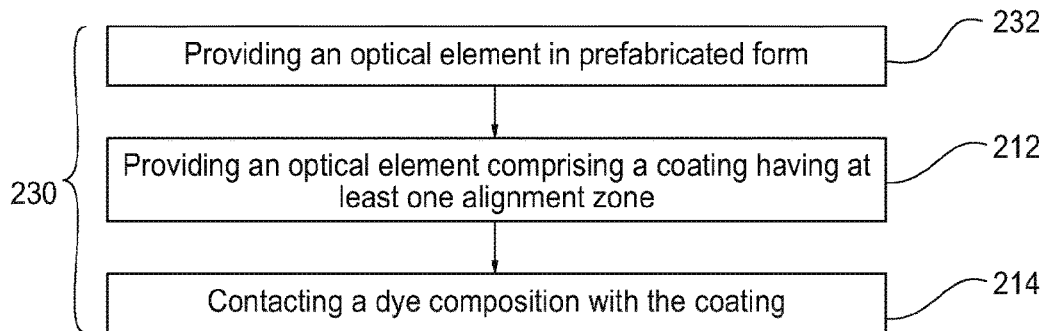 232
Providing an optical element in prefabricated form
212
Providing an optical element comprising a coating having at
least one alignment zone
230
214
Contacting a dye composition with the coating